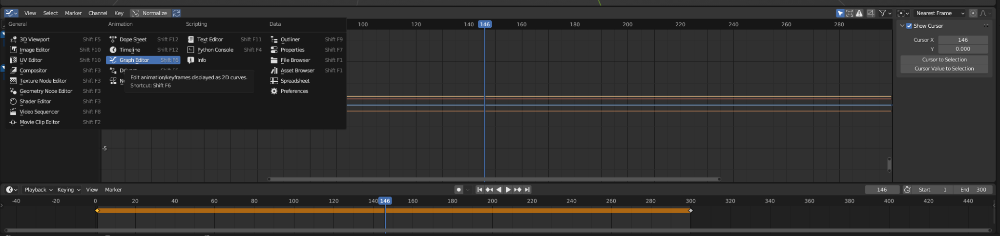 View Select Marker Channel Key Normalize Nearest Frame
General Animation Scripting Data
100 120 140 146 160 180 200 220 240 260 280
Show Cursor
3D Viewport Shift F5 Dope Sheet Shift F12 Text Editor Shift F11 Outliner Shift F9
Cursor X 146
Image Editor Shift F10 Timeline Shift F12 Python Console Shift F4 Properties Shift F7
Y 0.000
UV Editor Shift F10 Graph Editor Shift F6 Info File Browser Shift F1
Cursor to Selection
Compositor Shift F3 Asset Browser Shift F1
Cursor Value to Selection
Edit animation/keyframes displayed as 2D curves.
Texture Node Editor Shift F3 Spreadsheet
Shortcut: Shift F6
Geometry Node Editor Shift F3 Preferences
Shader Editor Shift F3
Video Sequencer Shift F8
Movie Clip Editor Shift F2
-5
Playback Keying View Marker 146 Start 1 End 300
-40 -20 0 20 40 60 80 100 120 140 146 160 180 200 220 240 260 280 300 320 340 360 380 400 420 440